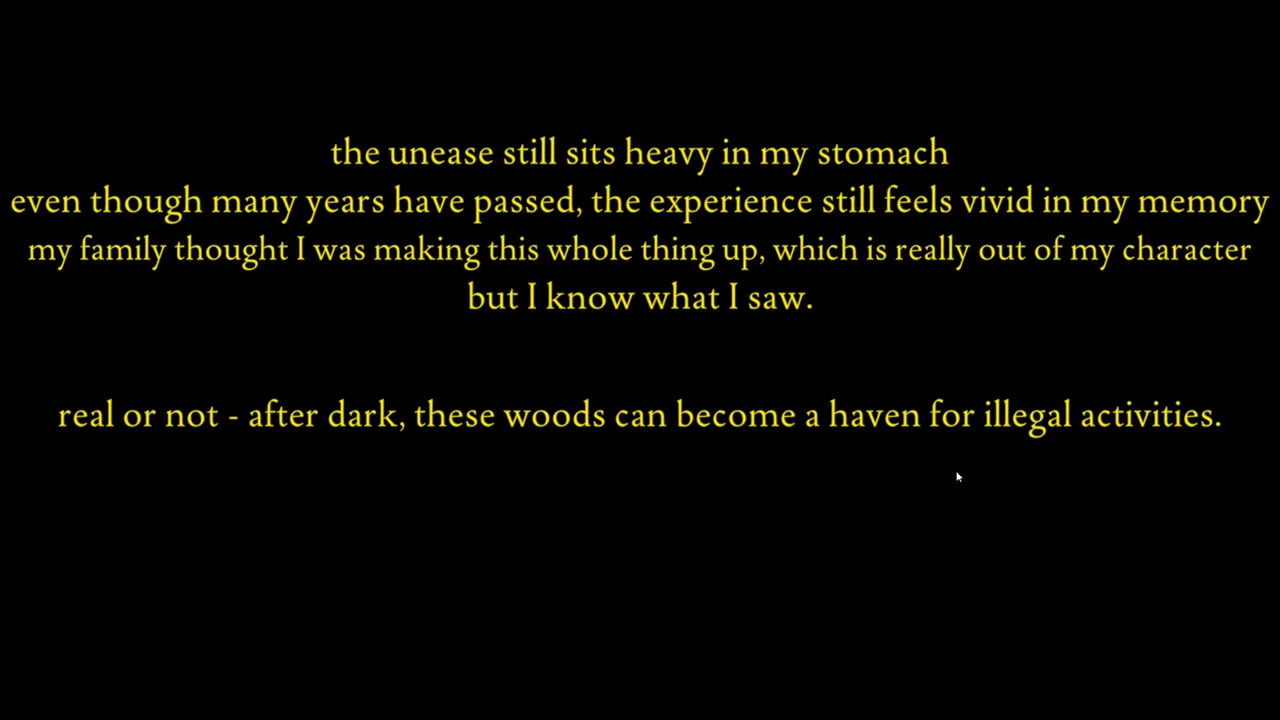 the unease still sits heavy in my stomach
even though many years have passed, the experience still feels vivid in my memory
my family thought I was making this whole thing up, which is really out of my character
but I know what I saw.
real or not - after dark, these woods can become a haven for illegal activities.